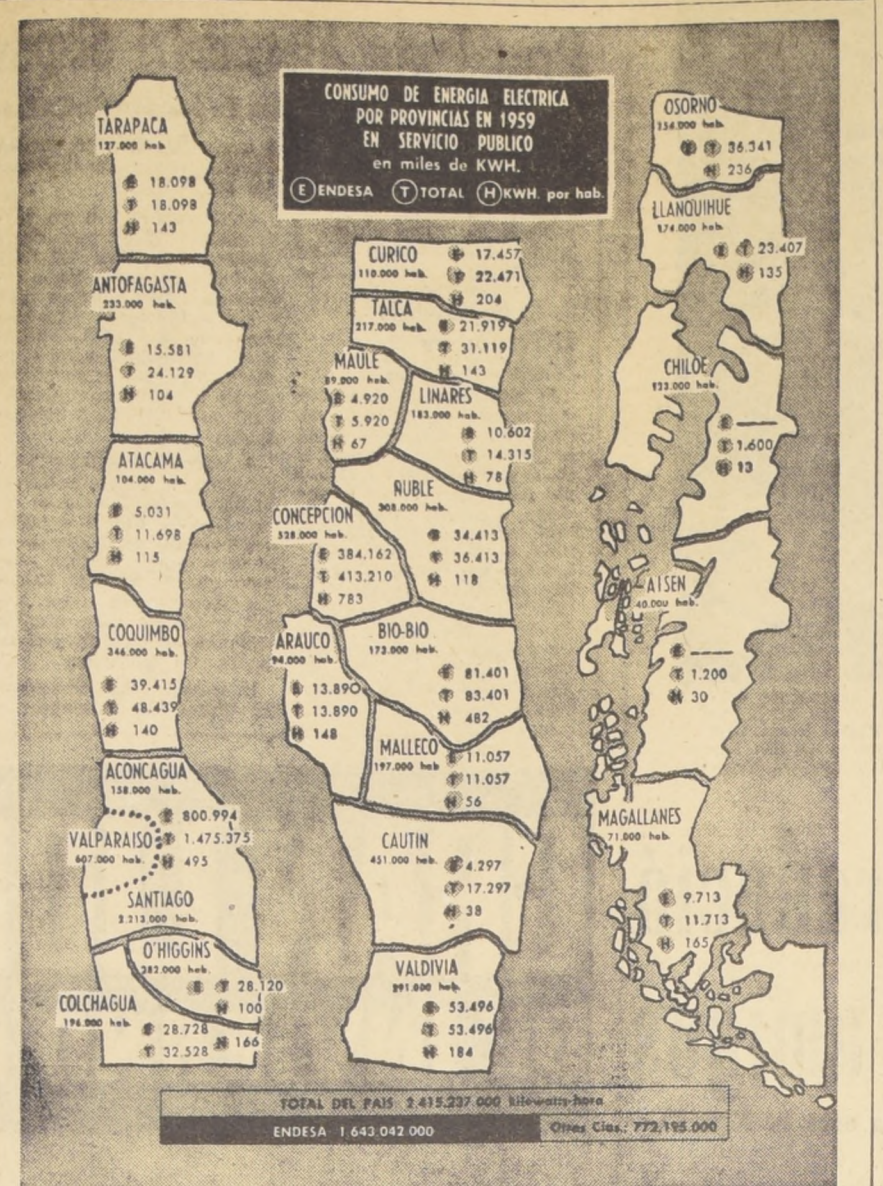 CONSUMO DE ENERGIA ELECTRICA
POR PROVINCIAS EN 1959
EN SERVICIO PUBLICO
en miles de KWH.
E ENDESA T TOTAL H KWH. por hab.
TARAPACA
127.000 hab.
E 18.098
T 18.098
H 143
ANTOFAGASTA
233.000 hab.
E 15.581
T 24.129
H 104
ATACAMA
104.000 hab.
E 5.031
T 11.698
H 115
COQUIMBO
346.000 hab.
E 39.415
T 48.439
H 140
ACONCAGUA
158.000 hab.
E 800.994
VALPARAISO T 1.475.375
607.000 hab. H 495
SANTIAGO
2.213.000 hab.
O'HIGGINS
282.000 hab.
E T 28.120
H 100
COLCHAGUA
196.000 hab.
E 28.728
T 32.528
H 166
CURICO E 17.457
110.000 hab. T 22.471
H 204
TALCA
217.000 hab. E 21.919
T 31.119
H 143
MAULE
89.000 hab.
E 4.920
T 5.920
H 67
LINARES
183.000 hab.
E 10.602
T 14.315
H 78
ÑUBLE
308.000 hab.
E 34.413
T 36.413
H 118
CONCEPCION
528.000 hab.
E 384.162
T 413.210
H 783
ARAUCO
94.000 hab.
E 13.890
T 13.890
H 148
BIO-BIO
173.000 hab.
E 81.401
T 83.401
H 482
MALLECO
197.000 hab
E 11.057
T 11.057
H 56
CAUTIN
451.000 hab.
E 4.297
T 17.297
H 38
VALDIVIA
291.000 hab.
E 53.496
T 53.496
H 184
OSORNO
154.000 hab.
E T 36.341
H 236
LLANQUIHUE
174.000 hab.
E T 23.407
H 135
CHILOE
123.000 hab.
E ———
T 1.600
H 13
AISEN
40.000 hab.
E ———
T 1.200
H 30
MAGALLANES
71.000 hab.
E 9.713
T 11.713
H 165
TOTAL DEL PAIS 2.415.237.000 kilowatts-hora
ENDESA 1.643.042.000
Otras Cías.: 772.195.000